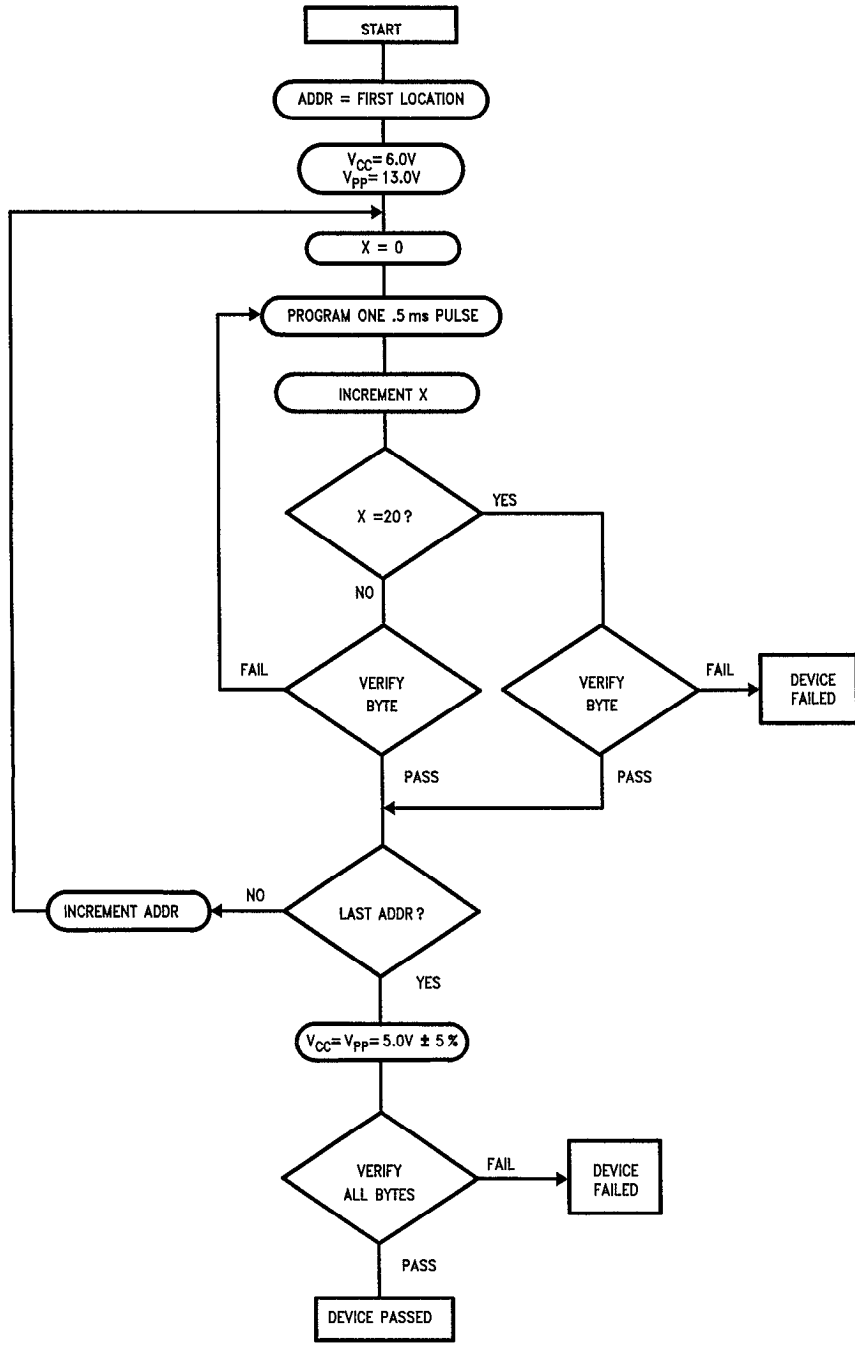 START
ADDR = FIRST LOCATION
VCC= 6.0V
VPP= 13.0V
X = 0
PROGRAM ONE .5 ms PULSE
INCREMENT X
X =20?
YES
NO
FAIL
VERIFY
BYTE
VERIFY
BYTE
FAIL
DEVICE
FAILED
PASS
PASS
INCREMENT ADDR
NO
LAST ADDR?
YES
VCC= VPP= 5.0V ± 5%
VERIFY
ALL BYTES
FAIL
DEVICE
FAILED
PASS
DEVICE PASSED